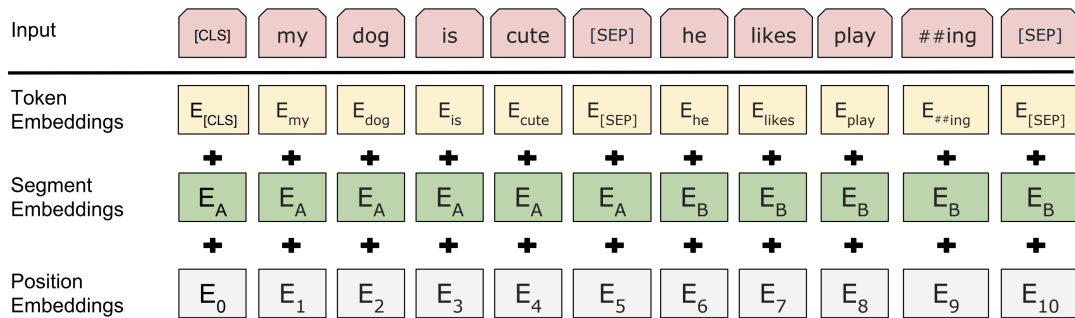 Input [CLS] my dog is cute [SEP] he likes play ##ing [SEP]
Token Embeddings E[CLS] Emy Edog Eis Ecute E[SEP] Ehe Elikes Eplay E##ing E[SEP]
+ + + + + + + + + + +
Segment Embeddings EA EA EA EA EA EA EB EB EB EB EB
+ + + + + + + + + + +
Position Embeddings E0 E1 E2 E3 E4 E5 E6 E7 E8 E9 E10